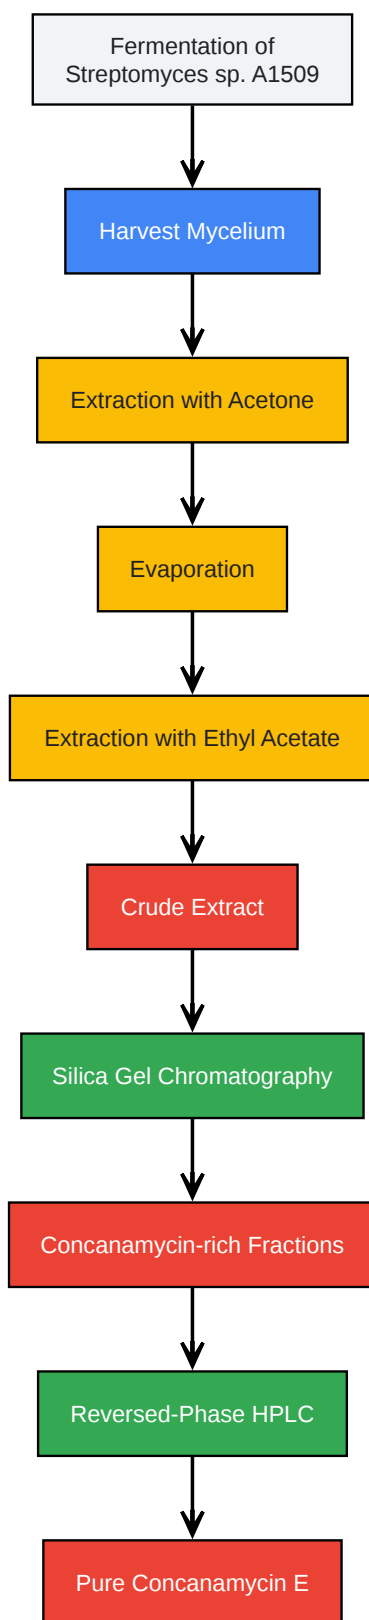 Fermentation of
Streptomyces sp. A1509
Harvest Mycelium
Extraction with Acetone
Evaporation
Extraction with Ethyl Acetate
Crude Extract
Silica Gel Chromatography
Concanamycin-rich Fractions
Reversed-Phase HPLC
Pure Concanamycin E